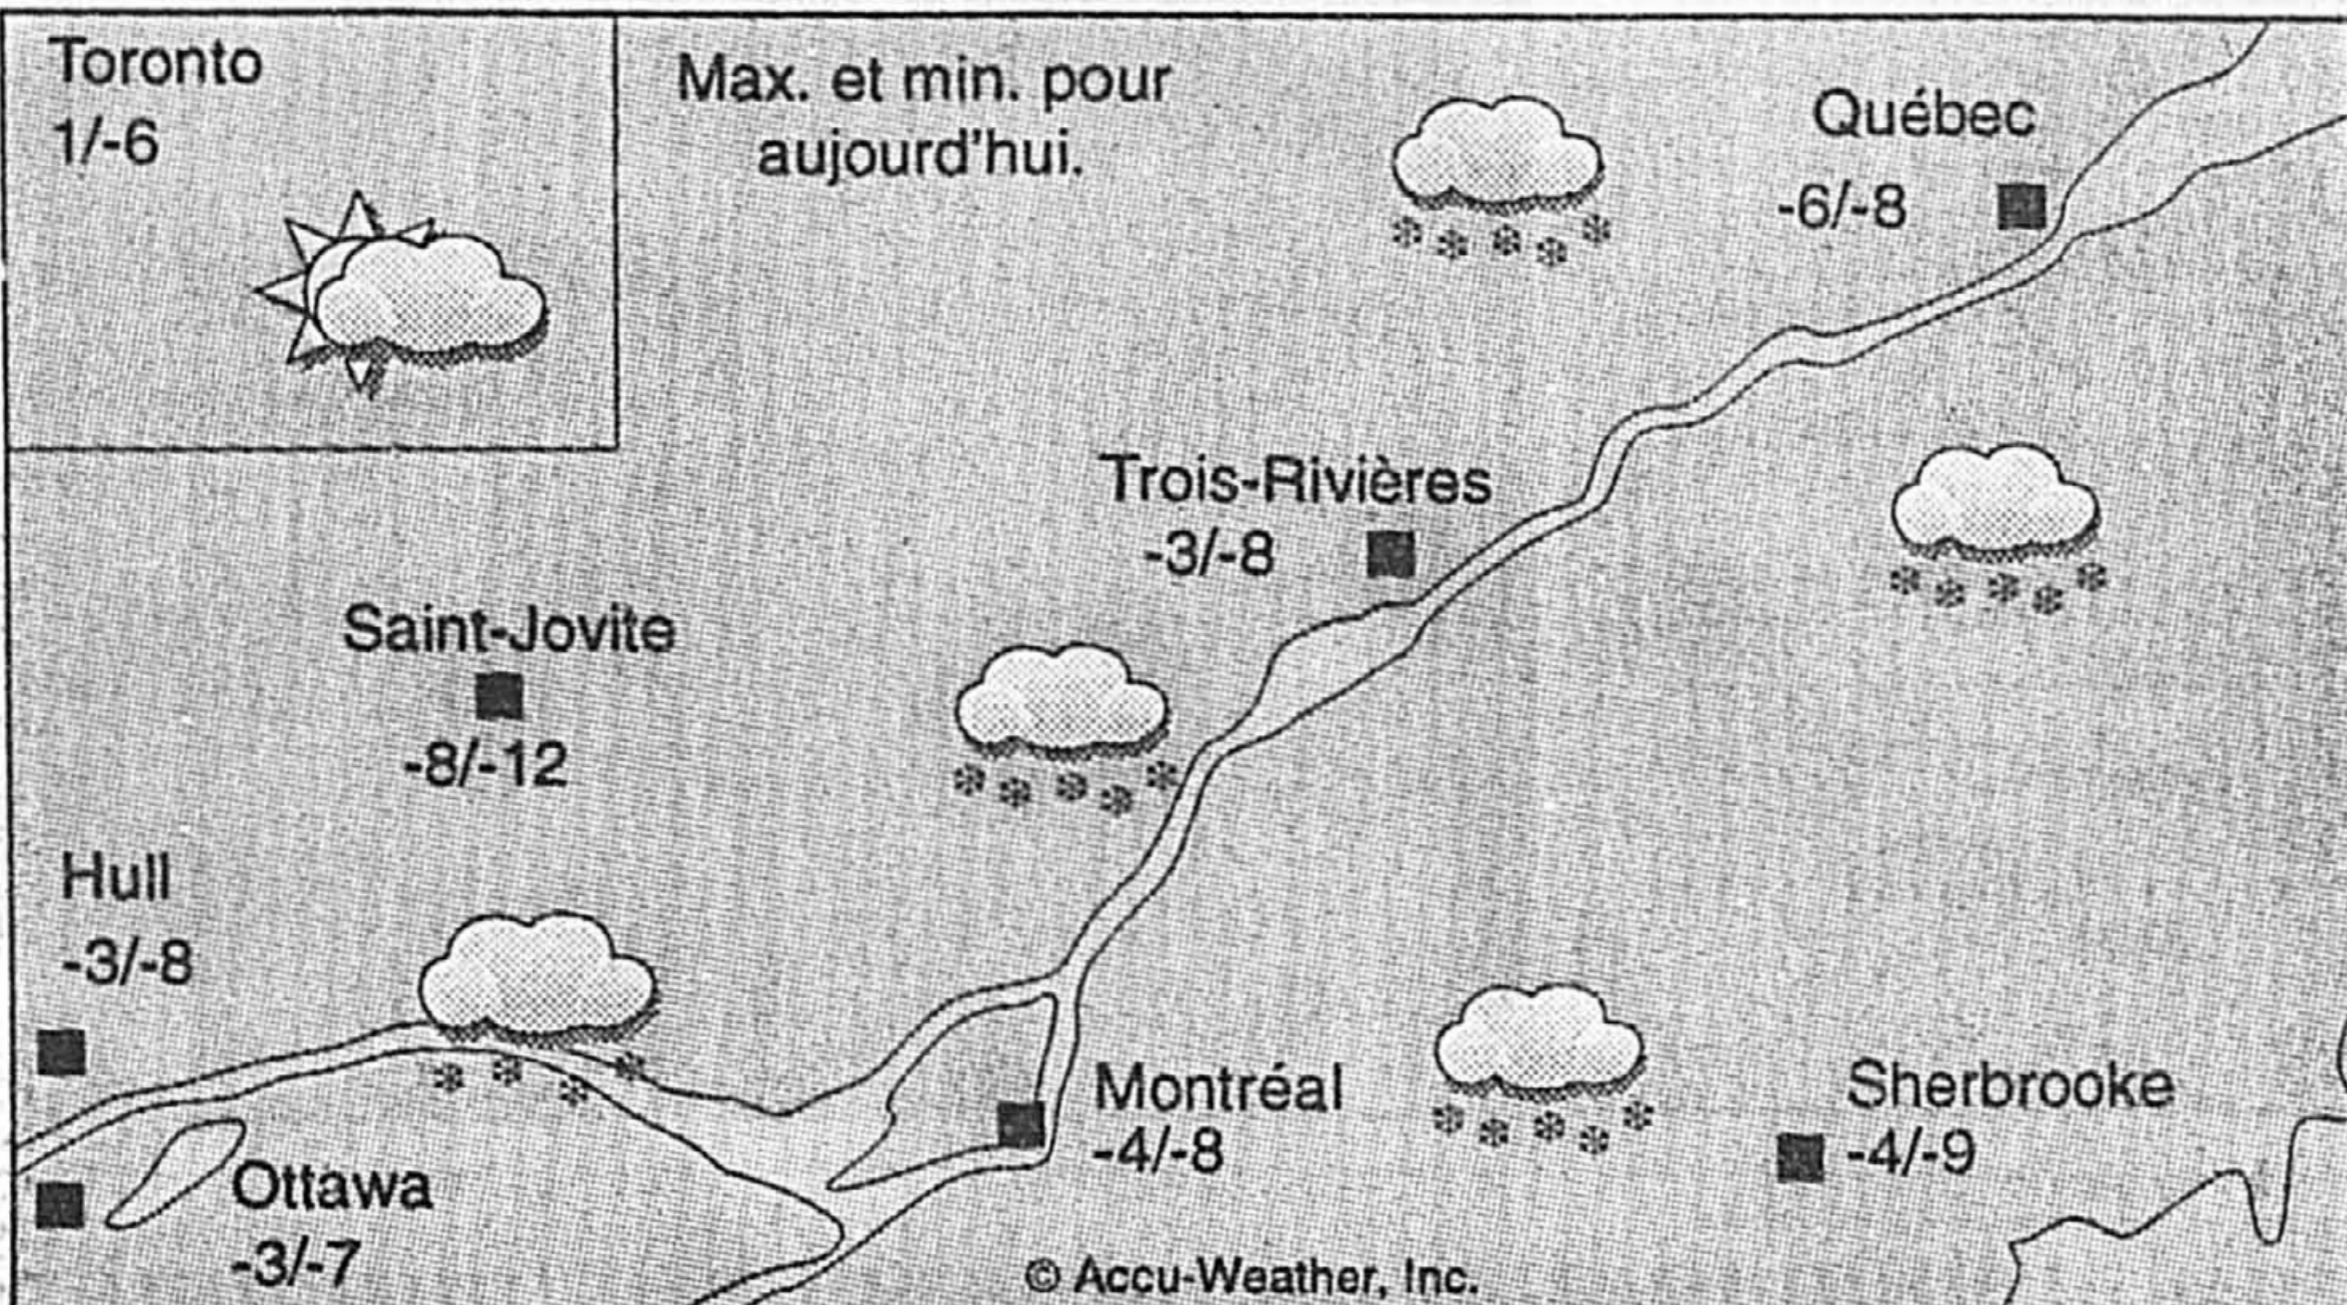 Toronto
1/-6
Max. et min. pour
aujourd'hui.
Québec
-6/-8
Trois-Rivières
-3/-8
Saint-Jovite
-8/-12
Hull
-3/-8
Montréal
-4/-8
Sherbrooke
-4/-9
Ottawa
-3/-7
© Accu-Weather, Inc.